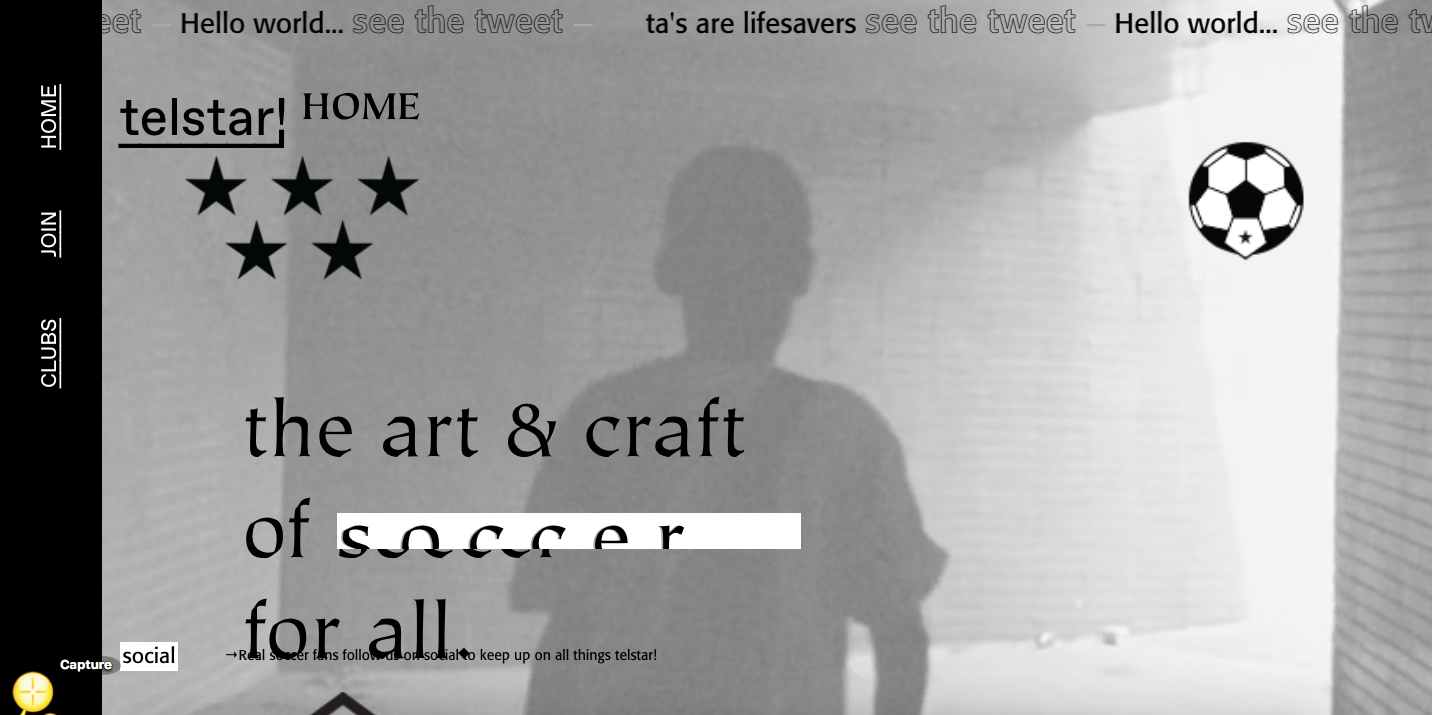 eet — Hello world... see the tweet — ta's are lifesavers see the tweet — Hello world... see the tw
HOME
JOIN
CLUBS
telstar! HOME
the art & craft
of soccer
for all.
Capture
social
→Real soccer fans follow us on social to keep up on all things telstar!